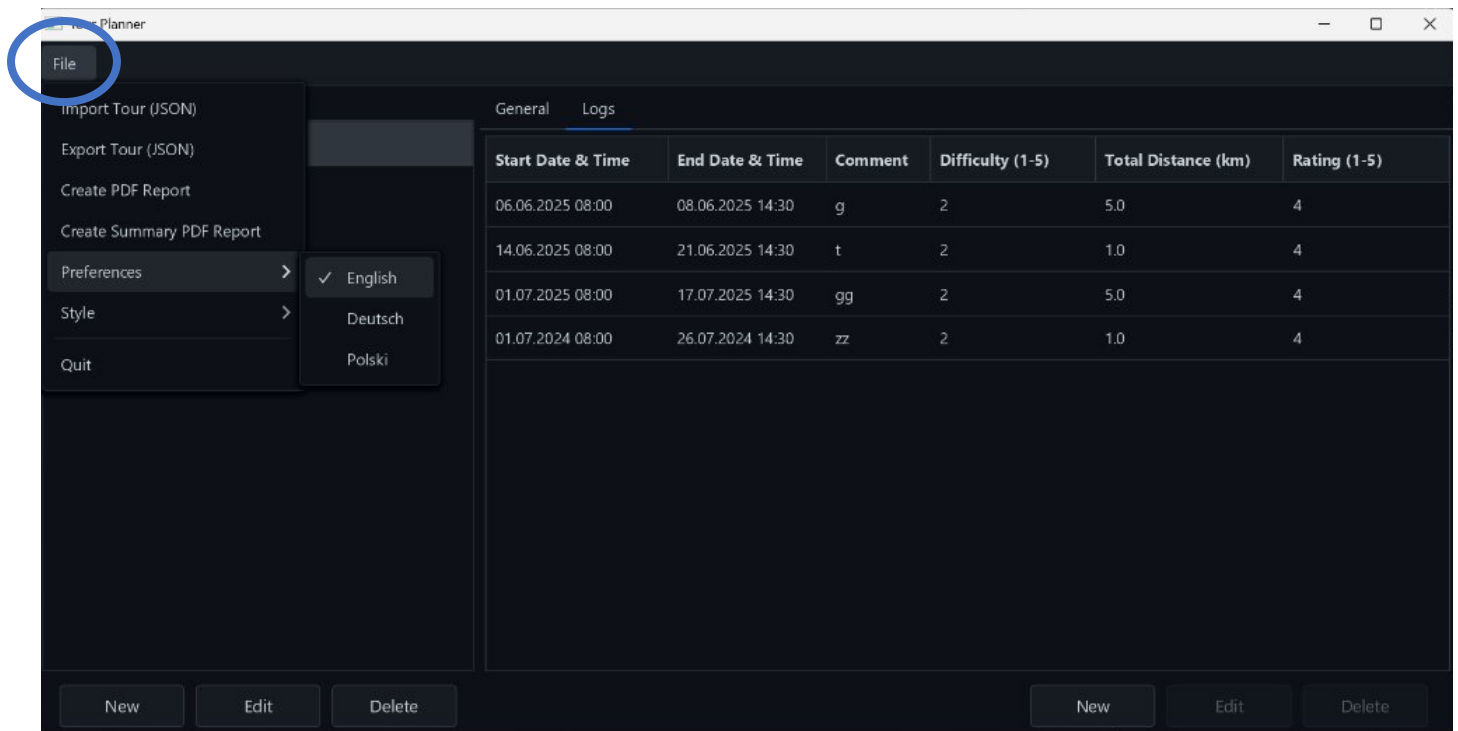 Tour Planner
File
Import Tour (JSON)
Export Tour (JSON)
Create PDF Report
Create Summary PDF Report
Preferences
Style
Quit
English
Deutsch
Polski
General Logs
Start Date & Time End Date & Time Comment Difficulty (1-5) Total Distance (km) Rating (1-5)
06.06.2025 08:00 08.06.2025 14:30 g 2 5.0 4
14.06.2025 08:00 21.06.2025 14:30 t 2 1.0 4
01.07.2025 08:00 17.07.2025 14:30 gg 2 5.0 4
01.07.2024 08:00 26.07.2024 14:30 zz 2 1.0 4
New Edit Delete
New Edit Delete